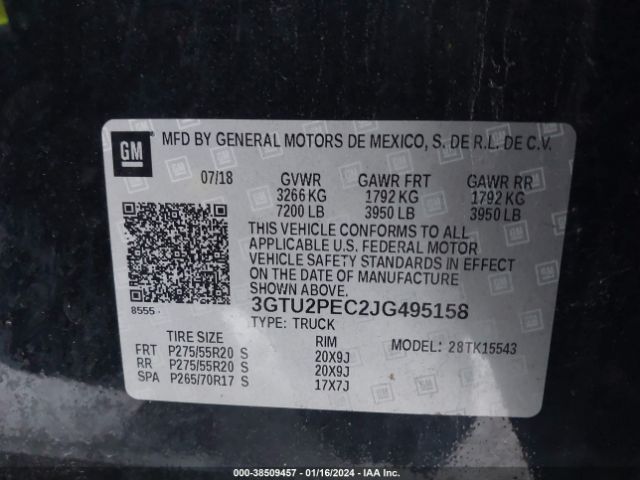 GM
MFD BY GENERAL MOTORS DE MEXICO, S. DE R.L. DE C.V.
07/18 GVWR GAWR FRT GAWR RR
3266 KG 1792 KG 1792 KG
7200 LB 3950 LB 3950 LB
THIS VEHICLE CONFORMS TO ALL
APPLICABLE U.S. FEDERAL MOTOR
VEHICLE SAFETY STANDARDS IN EFFECT
ON THE DATE OF MANUFACTURE
SHOWN ABOVE.
8555 3GTU2PEC2JG495158
TYPE: TRUCK
TIRE SIZE RIM MODEL: 28TK15543
FRT P275/55R20 S 20X9J
RR P275/55R20 S 20X9J
SPA P265/70R17 S 17X7J
000-38509457 - 01/16/2024 - IAA Inc.